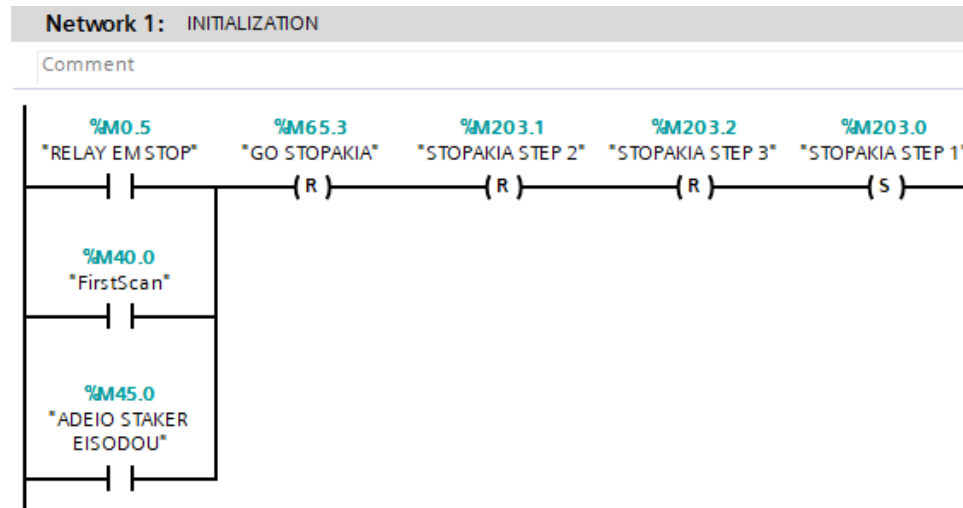 Network 1: INITIALIZATION
Comment
%M0.5 %M65.3 %M203.1 %M203.2 %M203.0
"RELAY EM STOP" "GO STOPAKIA" "STOPAKIA STEP 2" "STOPAKIA STEP 3" "STOPAKIA STEP 1"
R R R S
%M40.0
"FirstScan"
%M45.0
"ADEIO STAKER
EISODOU"